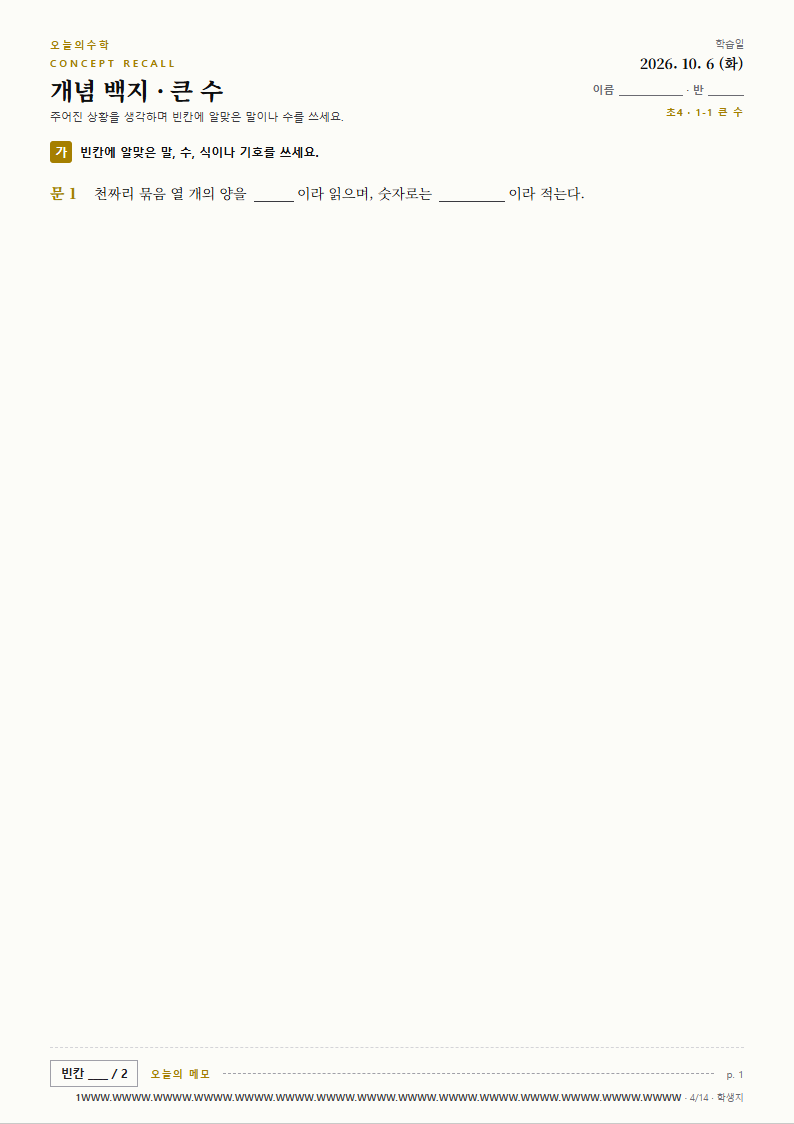 오늘의수학
CONCEPT RECALL
개념 백지 · 큰 수
주어진 상황을 생각하며 빈칸에 알맞은 말이나 수를 쓰세요.
학습일
2026. 10. 6 (화)
이름 __________ · 반 ______
초4 · 1-1 큰 수
가 빈칸에 알맞은 말, 수, 식이나 기호를 쓰세요.
문 1 천짜리 묶음 열 개의 양을 ______ 이라 읽으며, 숫자로는 __________ 이라 적는다.
빈칸 ___ / 2 오늘의 메모 p. 1
1WWW.WWWW.WWWW.WWWW.WWWW.WWWW.WWWW.WWWW.WWWW.WWWW.WWWW.WWWW.WWWW.WWWW.WWWW · 4/14 · 학생지